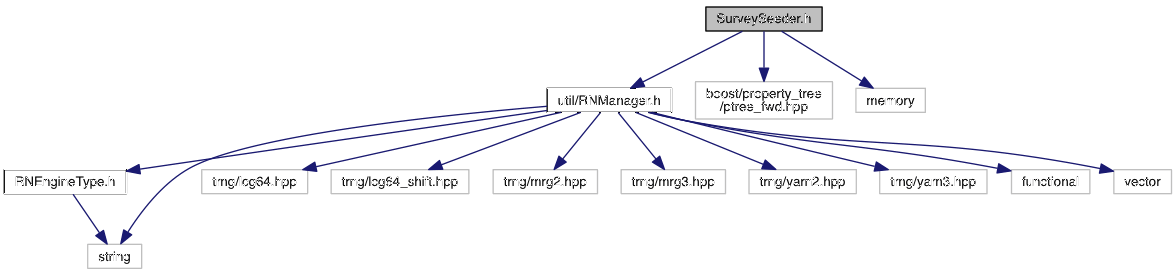 SurveySeeder.h
util/RNManager.h
boost/property_tree
/ptree_fwd.hpp
memory
RNEngineType.h
trng/lcg64.hpp
trng/lcg64_shift.hpp
trng/mrg2.hpp
trng/mrg3.hpp
trng/yarn2.hpp
trng/yarn3.hpp
functional
vector
string